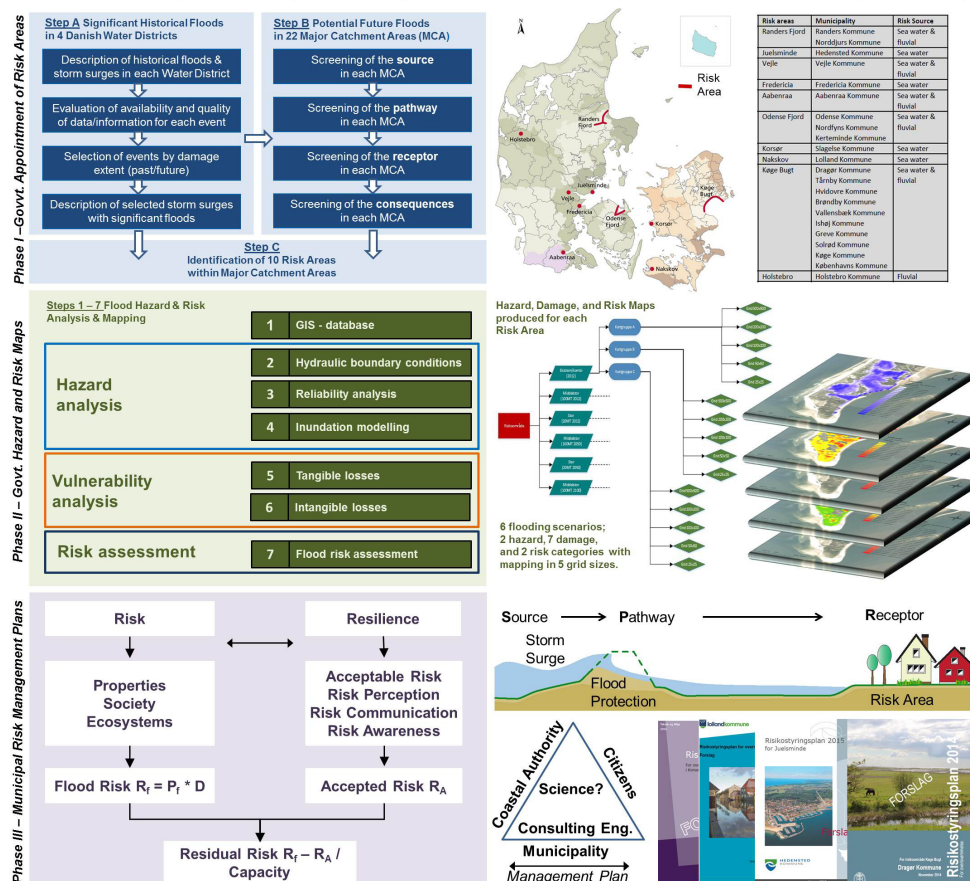 Phase I –Govvt. Appointment of Risk Areas
Step A Significant Historical Floods
in 4 Danish Water Districts
Description of historical floods
& storm surges in each Water District
Evaluation of availability and quality
of data/information for each event
Selection of events by damage
extent (past/future)
Description of selected storm surges
with significant floods
Step B Potential Future Floods
in 22 Major Catchment Areas (MCA)
Screening of the source
in each MCA
Screening of the pathway
in each MCA
Screening of the receptor
in each MCA
Screening of the consequences
in each MCA
Step C
Identification of 10 Risk Areas
within Major Catchment Areas
N
Risk
Area
Randers
Fjord
Holstebro
Juelsminde
Vejle
Fredericia
Odense
Fjord
Køge
Bugt
Korsør
Aabenraa
Nakskov
Risk areas Municipality Risk Source
Randers Fjord Randers Kommune Sea water &
Norddjurs Kommune fluvial
Juelsminde Hedensted Kommune Sea water
Vejle Vejle Kommune Sea water &
fluvial
Fredericia Fredericia Kommune Sea water
Aabenraa Aabenraa Kommune Sea water &
fluvial
Odense Fjord Odense Kommune Sea water &
Nordfyns Kommune fluvial
Kerteminde Kommune
Korsør Slagelse Kommune Sea water
Nakskov Lolland Kommune Sea water
Køge Bugt Dragør Kommune Sea water &
Tårnby Kommune fluvial
Hvidovre Kommune
Brøndby Kommune
Vallensbæk Kommune
Ishøj Kommune
Greve Kommune
Solrød Kommune
Køge Kommune
Københavns Kommune
Holstebro Holstebro Kommune Fluvial
Phase II – Govt. Hazard and Risk Maps
Steps 1 – 7 Flood Hazard & Risk
Analysis & Mapping
1 GIS - database
Hazard
analysis
2 Hydraulic boundary conditions
3 Reliability analysis
4 Inundation modelling
Vulnerability
analysis
5 Tangible losses
6 Intangible losses
Risk assessment
7 Flood risk assessment
Hazard, Damage, and Risk Maps
produced for each
Risk Area
6 flooding scenarios;
2 hazard, 7 damage,
and 2 risk categories with
mapping in 5 grid sizes.
Phase III – Municipal Risk Management Plans
Risk
Resilience
Properties
Society
Ecosystems
Acceptable Risk
Risk Perception
Risk Communication
Risk Awareness
Flood Risk Rf = Pf * D
Accepted Risk RA
Residual Risk Rf – RA /
Capacity
Source
Pathway
Receptor
Storm
Surge
Flood
Protection
Risk Area
Coastal Authority
Citizens
Science?
Consulting Eng.
Municipality
Management Plan
lollandkommune
Forslag
Risikostyringsplan 2015
for Juelsminde
HEDENSTED
FORSLAG
Risikostyringsplan 2015
For Vandområde Køge Bugt
Dragør Kommune